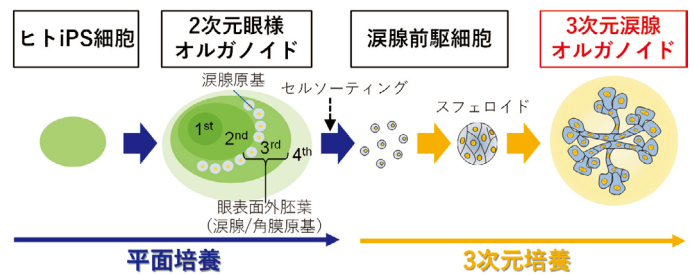 ヒトiPS細胞
2次元眼様
オルガノイド
涙腺前駆細胞
3次元涙腺
オルガノイド
涙腺原基
セルソーティング
スフェロイド
1st
2nd
3rd
4th
眼表面外胚葉
(涙腺/角膜原基)
平面培養
3次元培養